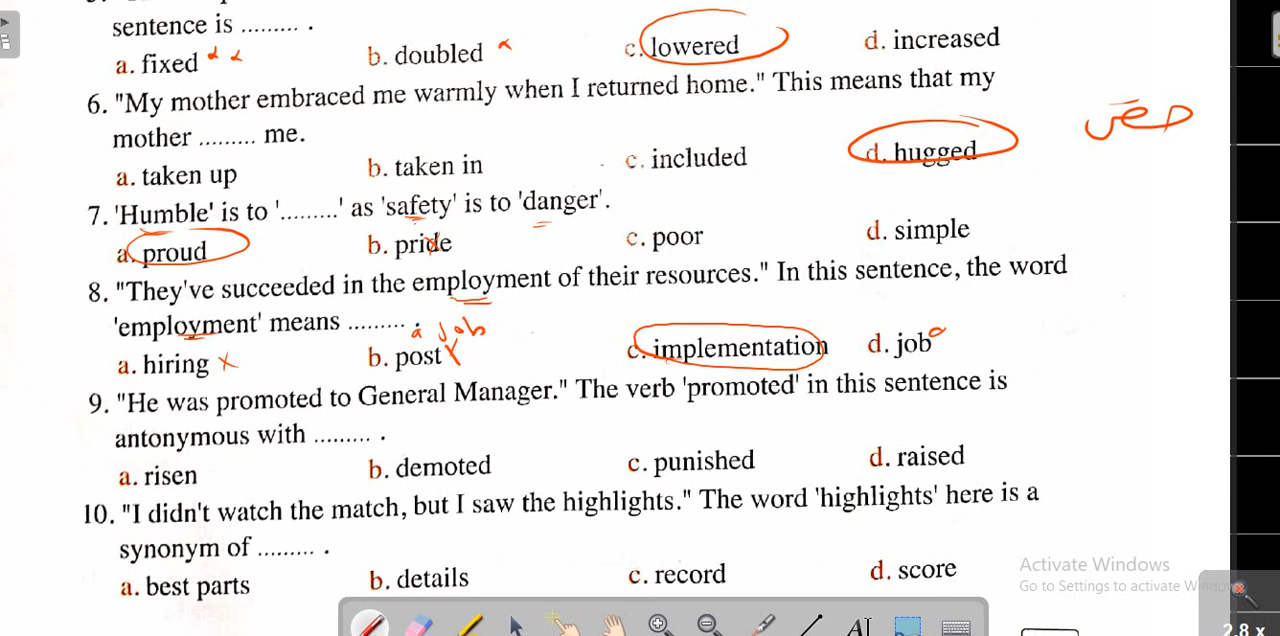 sentence is ......... .
a. fixed b. doubled c. lowered d. increased
6. "My mother embraced me warmly when I returned home." This means that my
mother ......... me.
a. taken up b. taken in c. included d. hugged
7. 'Humble' is to '.........' as 'safety' is to 'danger'.
a. proud b. pride c. poor d. simple
8. "They've succeeded in the employment of their resources." In this sentence, the word
'employment' means ......... .
a job
a. hiring b. post c. implementation d. job
9. "He was promoted to General Manager." The verb 'promoted' in this sentence is
antonymous with ......... .
a. risen b. demoted c. punished d. raised
10. "I didn't watch the match, but I saw the highlights." The word 'highlights' here is a
synonym of ......... .
a. best parts b. details c. record d. score
Activate Windows
Go to Settings to activate
2.8 x